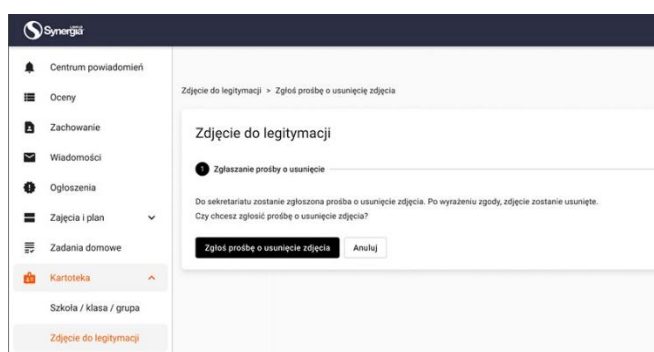 LIBRUS
Synergia
Centrum powiadomień
Oceny
Zachowanie
Wiadomości
Ogłoszenia
Zajęcia i plan
Zadania domowe
Kartoteka
Szkoła / klasa / grupa
Zdjęcie do legitymacji
Zdjęcie do legitymacji > Zgłoś prośbę o usunięcię zdjęcia
Zdjęcie do legitymacji
1 Zgłaszanie prośby o usunięcie
Do sekretariatu zostanie zgłoszona prośba o usunięcie zdjęcia. Po wyrażeniu zgody, zdjęcie zostanie usunięte.
Czy chcesz zgłosić prośbę o usunięcie zdjęcia?
Zgłoś prośbę o usunięcie zdjęcia Anuluj